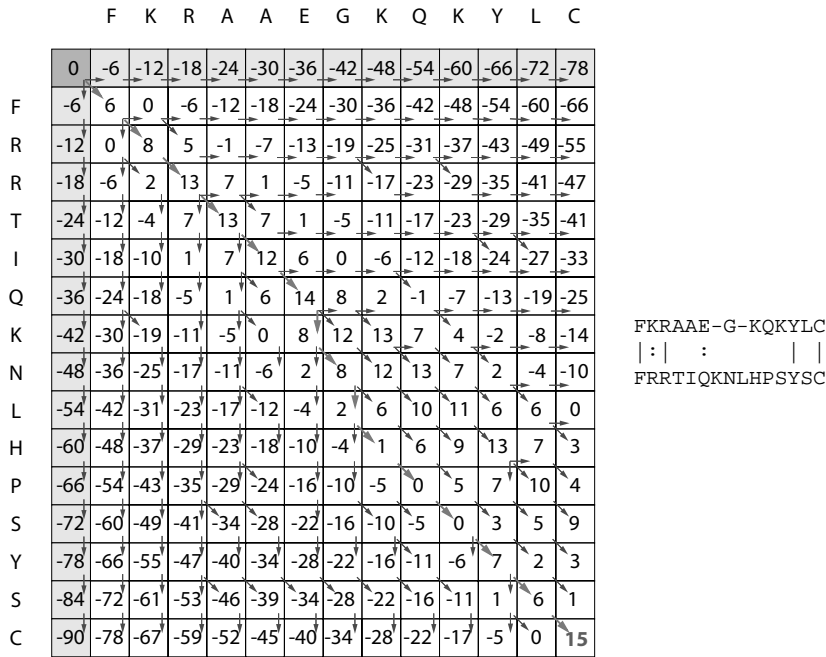 F K R A A E G K Q K Y L C
0 -6 -12 -18 -24 -30 -36 -42 -48 -54 -60 -66 -72 -78
F -6 6 0 -6 -12 -18 -24 -30 -36 -42 -48 -54 -60 -66
R -12 0 8 5 -1 -7 -13 -19 -25 -31 -37 -43 -49 -55
R -18 -6 2 13 7 1 -5 -11 -17 -23 -29 -35 -41 -47
T -24 -12 -4 7 13 7 1 -5 -11 -17 -23 -29 -35 -41
I -30 -18 -10 1 7 12 6 0 -6 -12 -18 -24 -27 -33
Q -36 -24 -18 -5 1 6 14 8 2 -1 -7 -13 -19 -25
K -42 -30 -19 -11 -5 0 8 12 13 7 4 -2 -8 -14
N -48 -36 -25 -17 -11 -6 2 8 12 13 7 2 -4 -10
L -54 -42 -31 -23 -17 -12 -4 2 6 10 11 6 6 0
H -60 -48 -37 -29 -23 -18 -10 -4 1 6 9 13 7 3
P -66 -54 -43 -35 -29 -24 -16 -10 -5 0 5 7 10 4
S -72 -60 -49 -41 -34 -28 -22 -16 -10 -5 0 3 5 9
Y -78 -66 -55 -47 -40 -34 -28 -22 -16 -11 -6 7 2 3
S -84 -72 -61 -53 -46 -39 -34 -28 -22 -16 -11 1 6 1
C -90 -78 -67 -59 -52 -45 -40 -34 -28 -22 -17 -5 0 15
FKRAAE-G-KQKYLC
|:|  :     | |
FRRTIQKNLHPSYSC